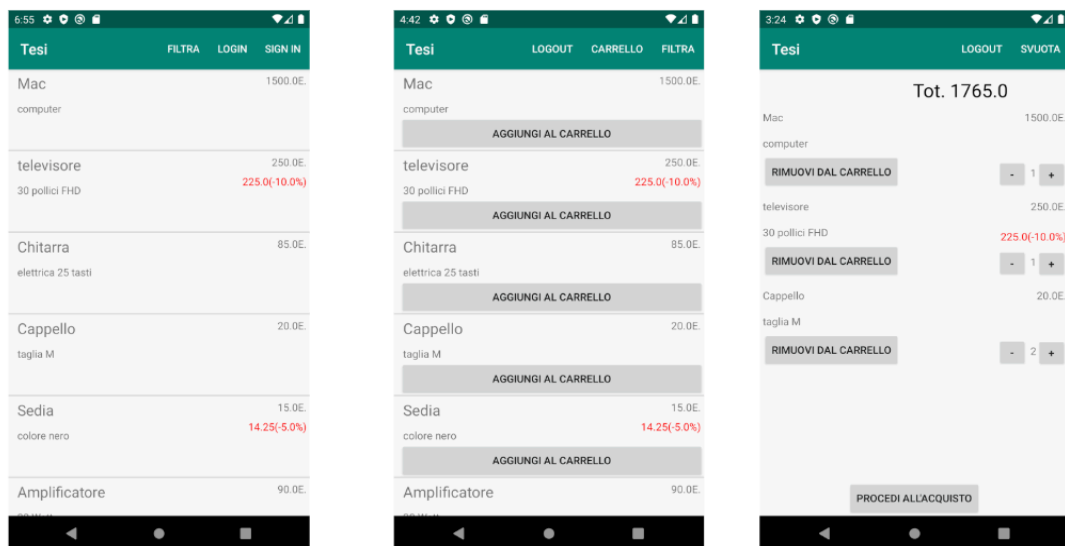 6:55
Tesi FILTRA LOGIN SIGN IN
Mac 1500.0E.
computer
televisore 250.0E.
225.0(-10.0%)
30 pollici FHD
Chitarra 85.0E.
elettrica 25 tasti
Cappello 20.0E.
taglia M
Sedia 15.0E.
14.25(-5.0%)
colore nero
Amplificatore 90.0E.
4:42
Tesi LOGOUT CARRELLO FILTRA
Mac 1500.0E.
computer
AGGIUNGI AL CARRELLO
televisore 250.0E.
225.0(-10.0%)
30 pollici FHD
AGGIUNGI AL CARRELLO
Chitarra 85.0E.
elettrica 25 tasti
AGGIUNGI AL CARRELLO
Cappello 20.0E.
taglia M
AGGIUNGI AL CARRELLO
Sedia 15.0E.
14.25(-5.0%)
colore nero
AGGIUNGI AL CARRELLO
Amplificatore 90.0E.
3:24
Tesi LOGOUT SVUOTA
Tot. 1765.0
Mac 1500.0E.
computer
RIMUOVI DAL CARRELLO - 1 +
televisore 250.0E.
30 pollici FHD 225.0(-10.0%)
RIMUOVI DAL CARRELLO - 1 +
Cappello 20.0E.
taglia M
RIMUOVI DAL CARRELLO - 2 +
PROCEDI ALL'ACQUISTO